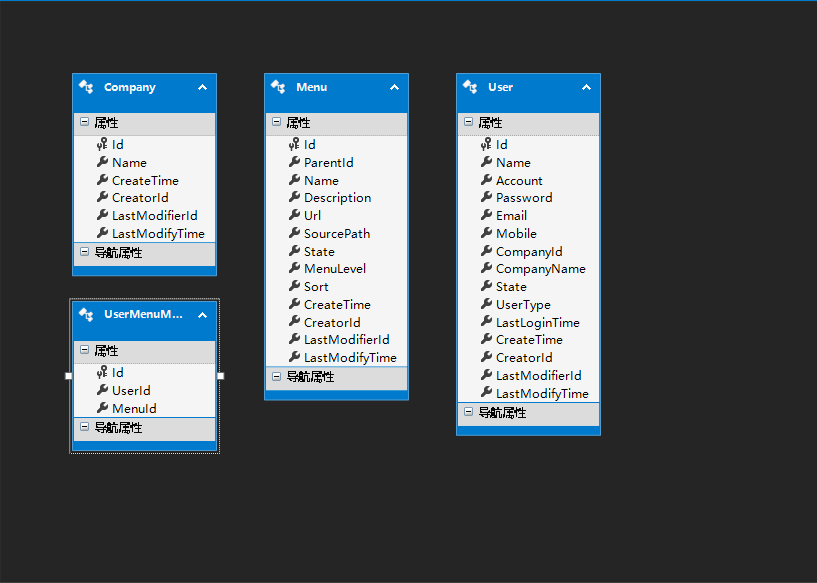 Company
属性
Id
Name
CreateTime
CreatorId
LastModifierId
LastModifyTime
导航属性
UserMenuM...
属性
Id
UserId
MenuId
导航属性
Menu
属性
Id
ParentId
Name
Description
Url
SourcePath
State
MenuLevel
Sort
CreateTime
CreatorId
LastModifierId
LastModifyTime
导航属性
User
属性
Id
Name
Account
Password
Email
Mobile
CompanyId
CompanyName
State
UserType
LastLoginTime
CreateTime
CreatorId
LastModifierId
LastModifyTime
导航属性